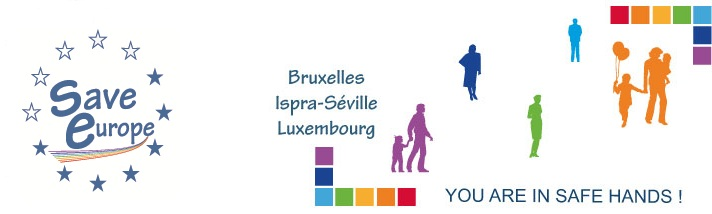 Save
europe
Bruxelles
Ispra-Séville
Luxembourg
YOU ARE IN SAFE HANDS !